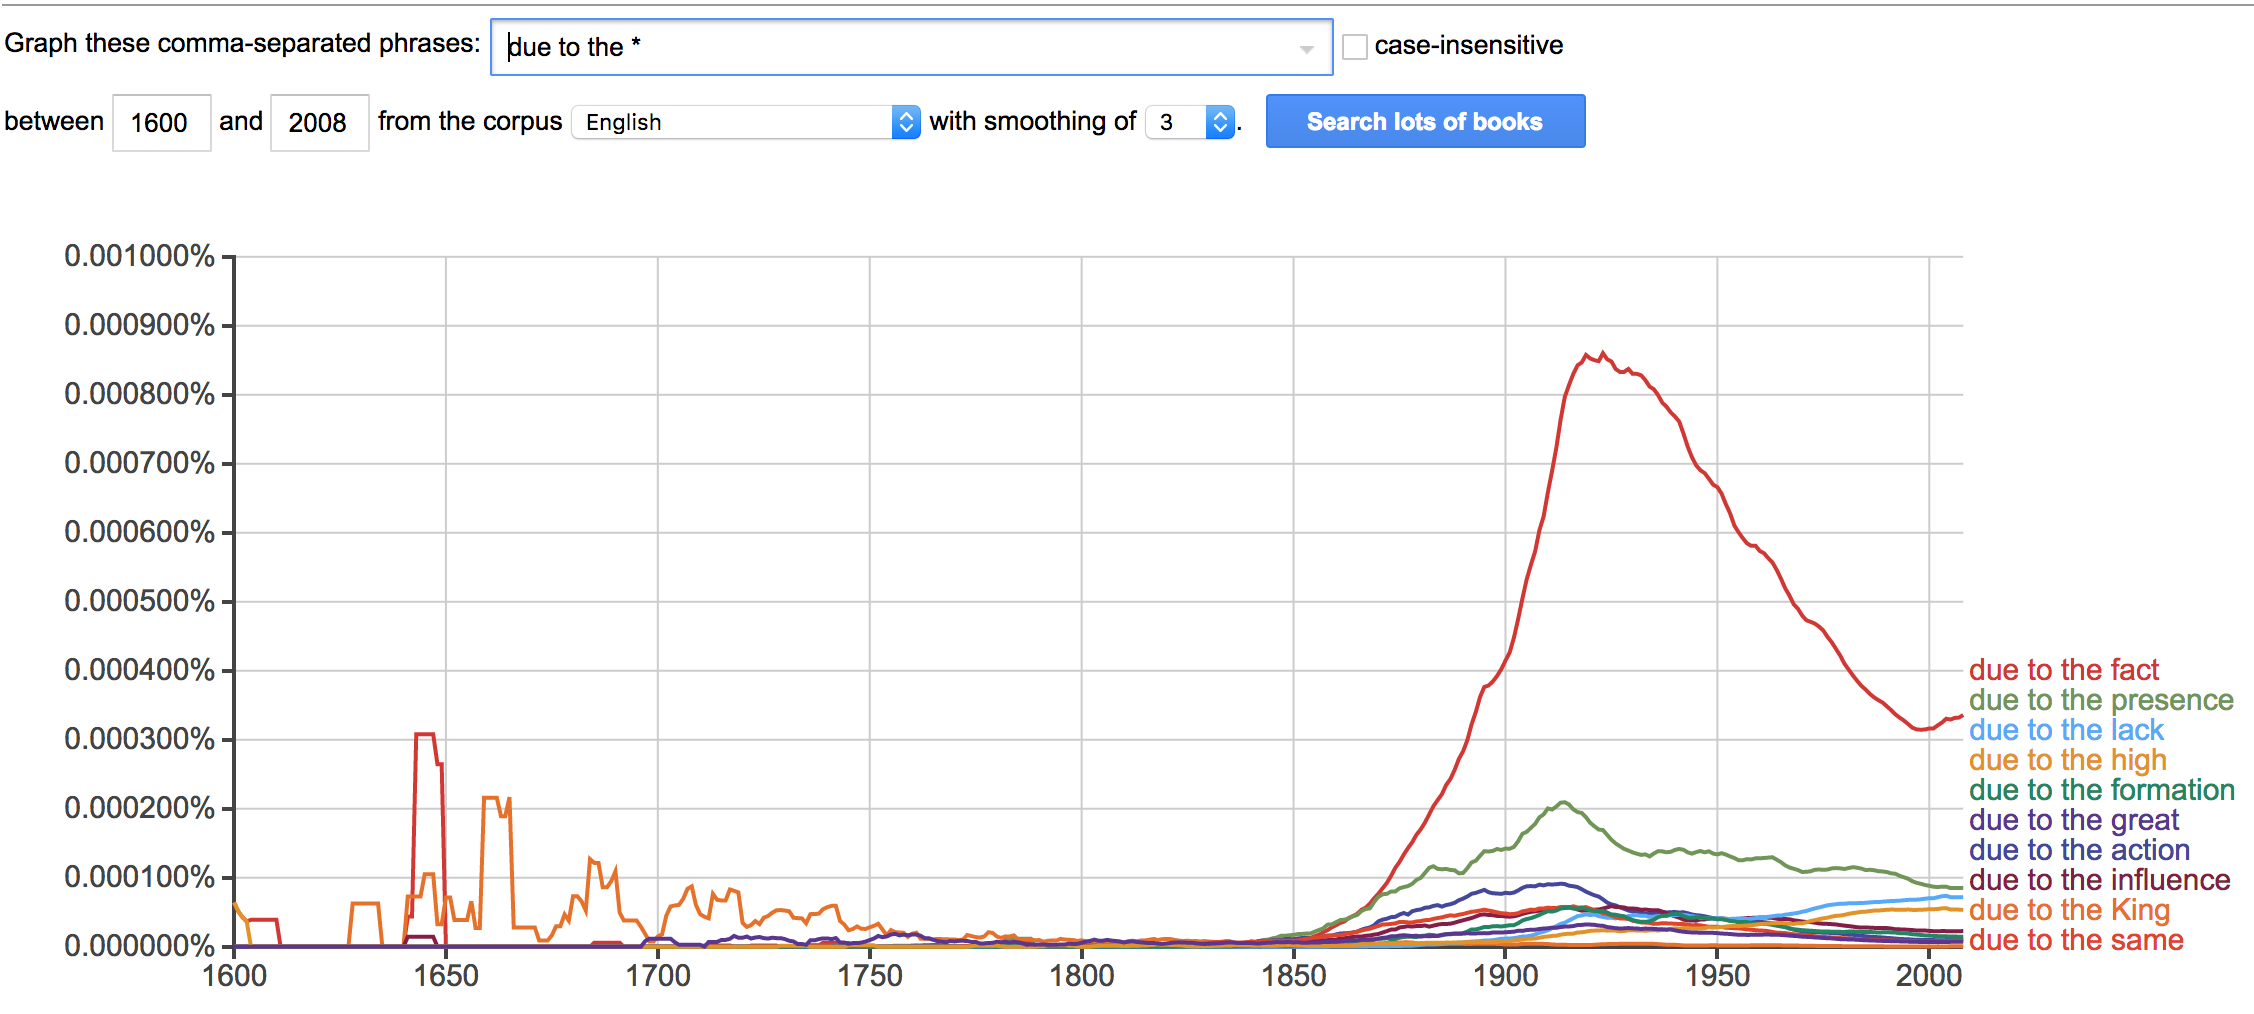 Graph these comma-separated phrases: due to the * case-insensitive
between 1600 and 2008 from the corpus English with smoothing of 3 . Search lots of books
0.001000%
0.000900%
0.000800%
0.000700%
0.000600%
0.000500%
0.000400%
0.000300%
0.000200%
0.000100%
0.000000%
1600 1650 1700 1750 1800 1850 1900 1950 2000
due to the fact
due to the presence
due to the lack
due to the high
due to the formation
due to the great
due to the action
due to the influence
due to the King
due to the same